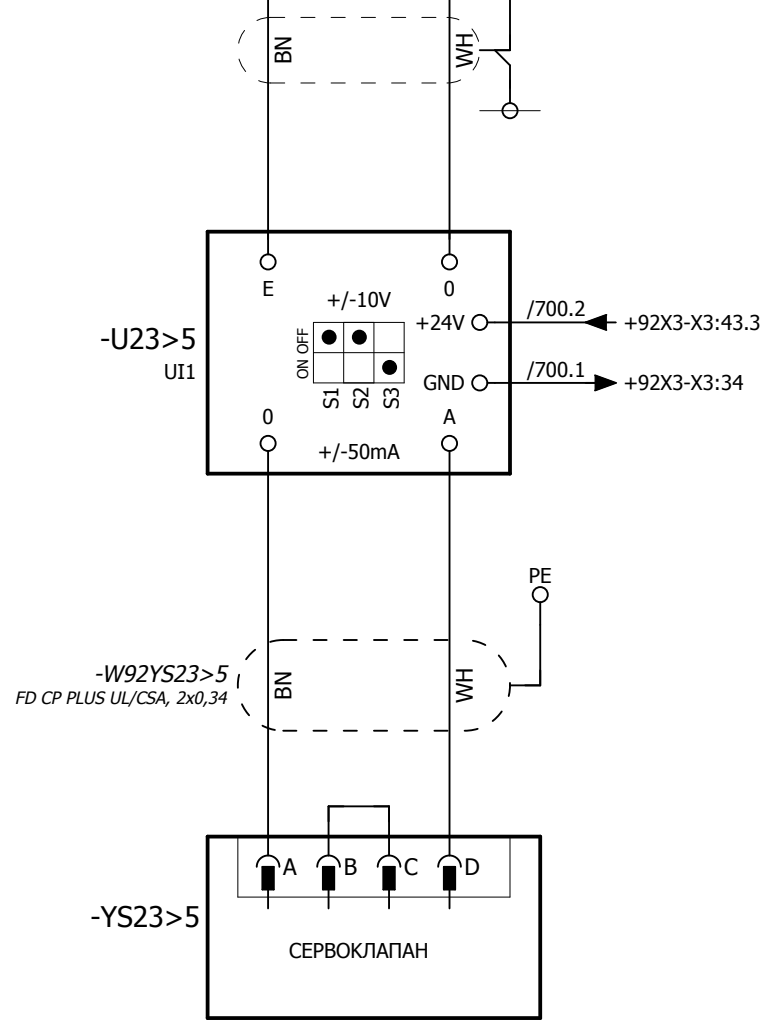 BN
WH
E
0
+/-10V
+24V
/700.2
+92X3-X3:43.3
-U23>5
UI1
ON OFF
S1
S2
S3
GND
/700.1
+92X3-X3:34
0
A
+/-50mA
PE
-W92YS23>5
FD CP PLUS UL/CSA, 2x0,34
BN
WH
A
B
C
D
-YS23>5
СЕРВОКЛАПАН